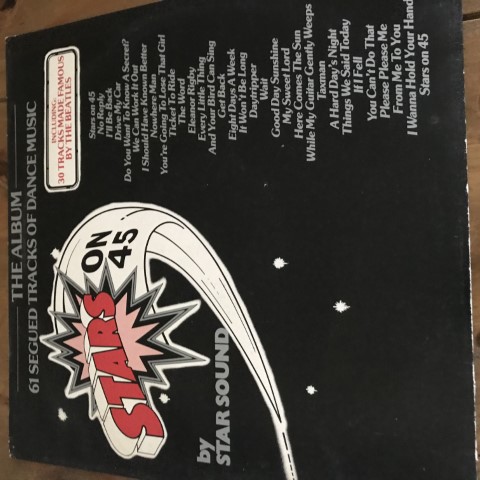 THE ALBUM
61 SEGUED TRACKS OF DANCE MUSIC
INCLUDING:
30 TRACKS MADE FAMOUS
BY THE BEATLES
STARS
ON
45
by
STAR SOUND
Stars on 45
No Reply
I'll Be Back
Drive My Car
Do You Want To Know A Secret?
We Can Work It Out
I Should Have Known Better
Nowhere Man
You're Going To Lose That Girl
Ticket To Ride
The Word
Eleanor Rigby
Every Little Thing
And Your Bird Can Sing
Get Back
Eight Days A Week
It Won't Be Long
Daytripper
Wait
Good Day Sunshine
My Sweet Lord
Here Comes The Sun
While My Guitar Gently Weeps
Taxman
A Hard Day's Night
Things We Said Today
If I Fell
You Can't Do That
Please Please Me
From Me To You
I Wanna Hold Your Hand
Stars on 45